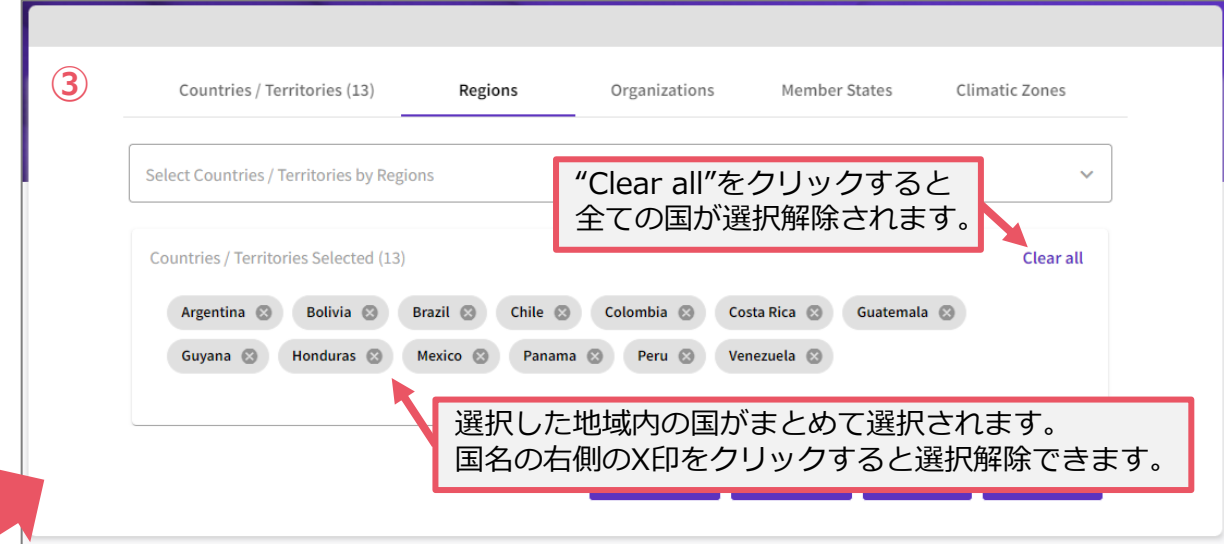 ③
Countries / Territories (13) Regions Organizations Member States Climatic Zones
Select Countries / Territories by Regions
“Clear all”をクリックすると
全ての国が選択解除されます。
Countries / Territories Selected (13) Clear all
Argentina Bolivia Brazil Chile Colombia Costa Rica Guatemala
Guyana Honduras Mexico Panama Peru Venezuela
選択した地域内の国がまとめて選択されます。
国名の右側のX印をクリックすると選択解除できます。